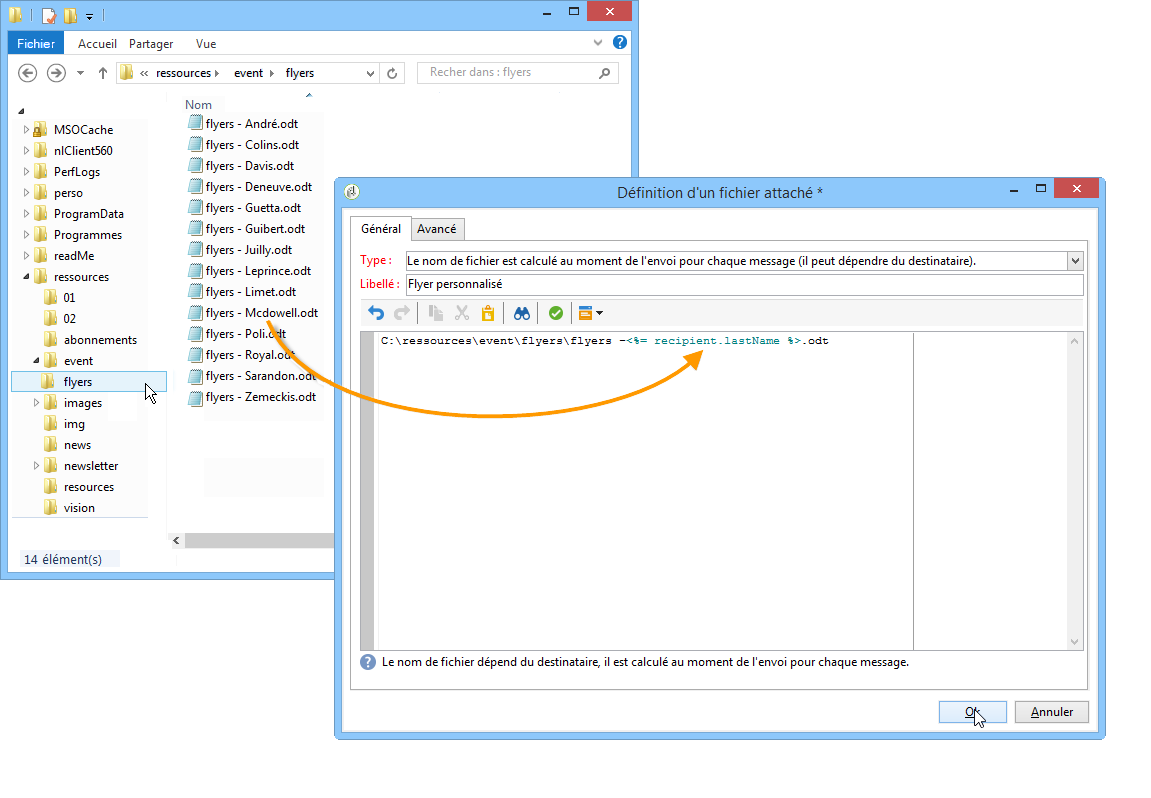 Fichier Accueil Partager Vue
« ressources event flyers Recher dans : flyers
Nom
MSOCache
nlClient560
PerfLogs
perso
ProgramData
Programmes
readMe
ressources
01
02
abonnements
event
flyers
images
img
news
newsletter
resources
vision
flyers - André.odt
flyers - Colins.odt
flyers - Davis.odt
flyers - Deneuve.odt
flyers - Guetta.odt
flyers - Guibert.odt
flyers - Juilly.odt
flyers - Leprince.odt
flyers - Limet.odt
flyers - Mcdowell.odt
flyers - Poli.odt
flyers - Royal.odt
flyers - Sarandon.odt
flyers - Zemeckis.odt
14 élément(s)
Définition d'un fichier attaché *
Général Avancé
Type : Le nom de fichier est calculé au moment de l'envoi pour chaque message (il peut dépendre du destinataire).
Libellé : Flyer personnalisé
C:\ressources\event\flyers\flyers -<%= recipient.lastName %>.odt
Le nom de fichier dépend du destinataire, il est calculé au moment de l'envoi pour chaque message.
Ok Annuler